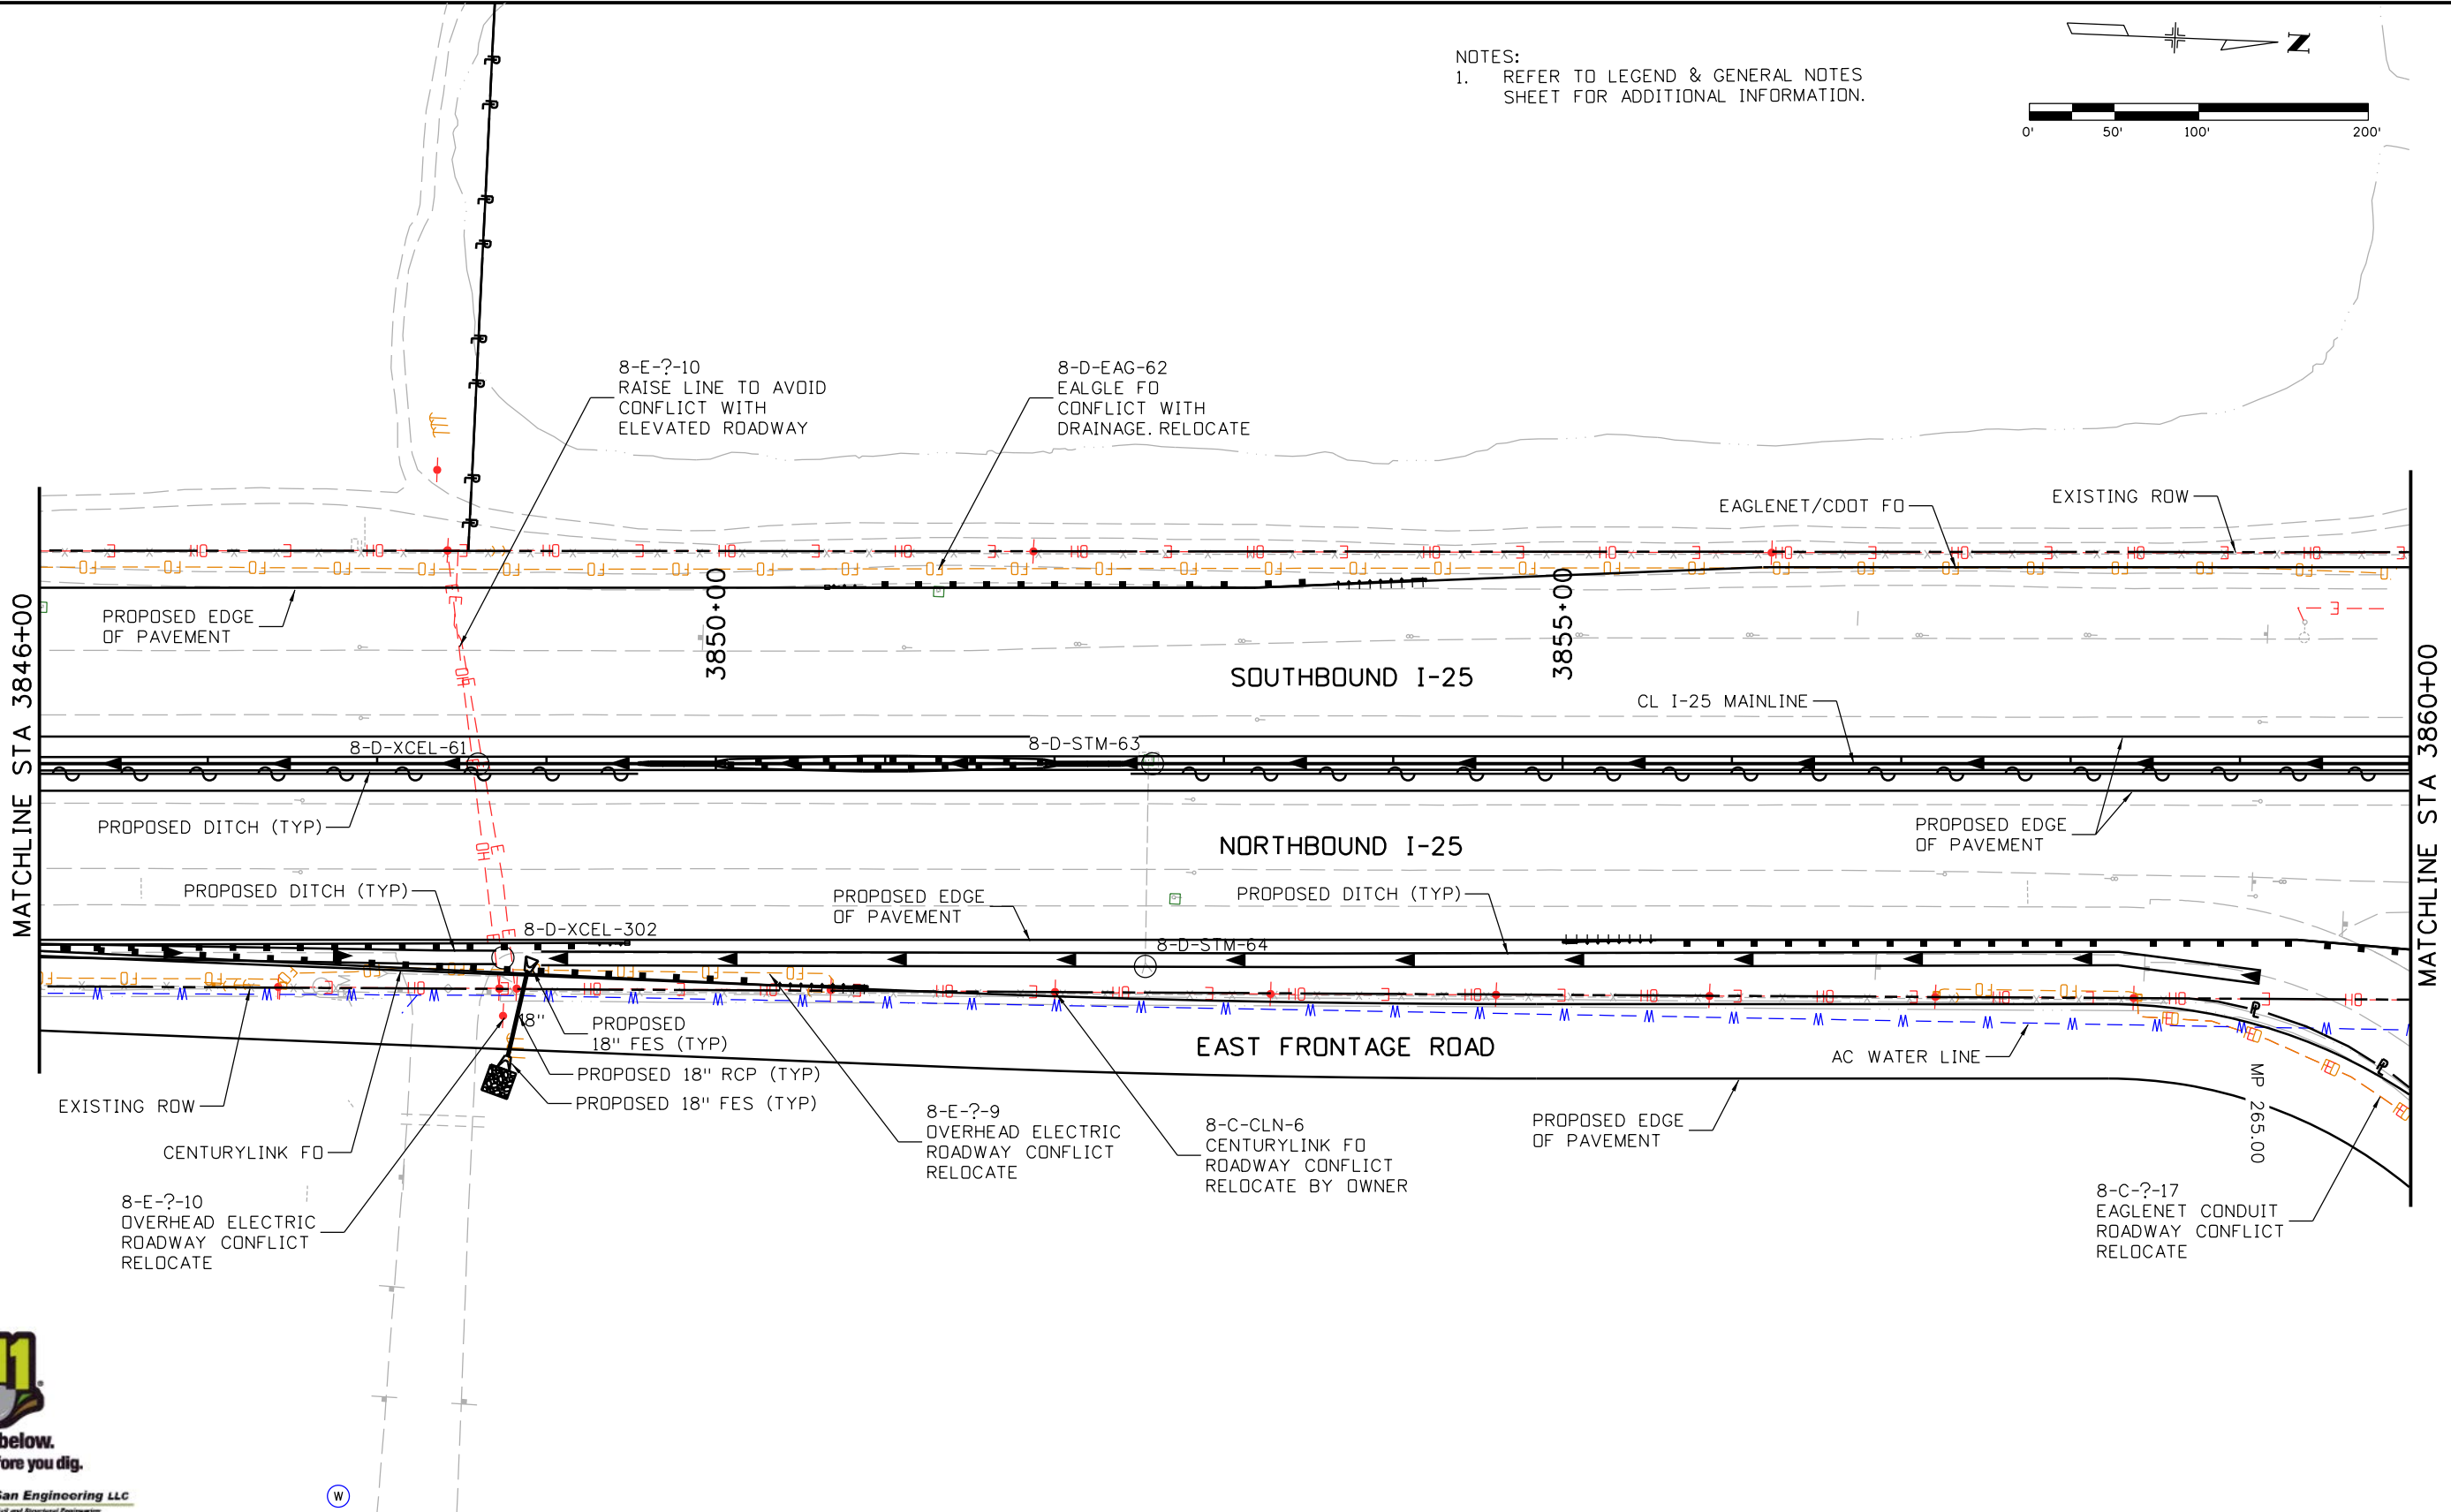 NOTES:
1. REFER TO LEGEND & GENERAL NOTES
SHEET FOR ADDITIONAL INFORMATION.
N
0' 50' 100' 200'
8-E-?-10
RAISE LINE TO AVOID
CONFLICT WITH
ELEVATED ROADWAY
8-D-EAG-62
EALGLE FO
CONFLICT WITH
DRAINAGE. RELOCATE
EAGLENET/CDOT FO
EXISTING ROW
PROPOSED EDGE
OF PAVEMENT
3850+00
3855+00
MATCHLINE STA 3846+00
MATCHLINE STA 3860+00
SOUTHBOUND I-25
CL I-25 MAINLINE
8-D-XCEL-61
8-D-STM-63
PROPOSED DITCH (TYP)
NORTHBOUND I-25
PROPOSED EDGE
OF PAVEMENT
PROPOSED DITCH (TYP)
PROPOSED EDGE
OF PAVEMENT
PROPOSED DITCH (TYP)
8-D-XCEL-302
8-D-STM-64
18"
PROPOSED
18" FES (TYP)
EAST FRONTAGE ROAD
AC WATER LINE
PROPOSED 18" RCP (TYP)
PROPOSED 18" FES (TYP)
EXISTING ROW
CENTURYLINK FO
8-E-?-9
OVERHEAD ELECTRIC
ROADWAY CONFLICT
RELOCATE
8-C-CLN-6
CENTURYLINK FO
ROADWAY CONFLICT
RELOCATE BY OWNER
PROPOSED EDGE
OF PAVEMENT
MP 265.00
8-E-?-10
OVERHEAD ELECTRIC
ROADWAY CONFLICT
RELOCATE
8-C-?-17
EAGLENET CONDUIT
ROADWAY CONFLICT
RELOCATE
below.
fore you dig.
San Engineering LLC
W